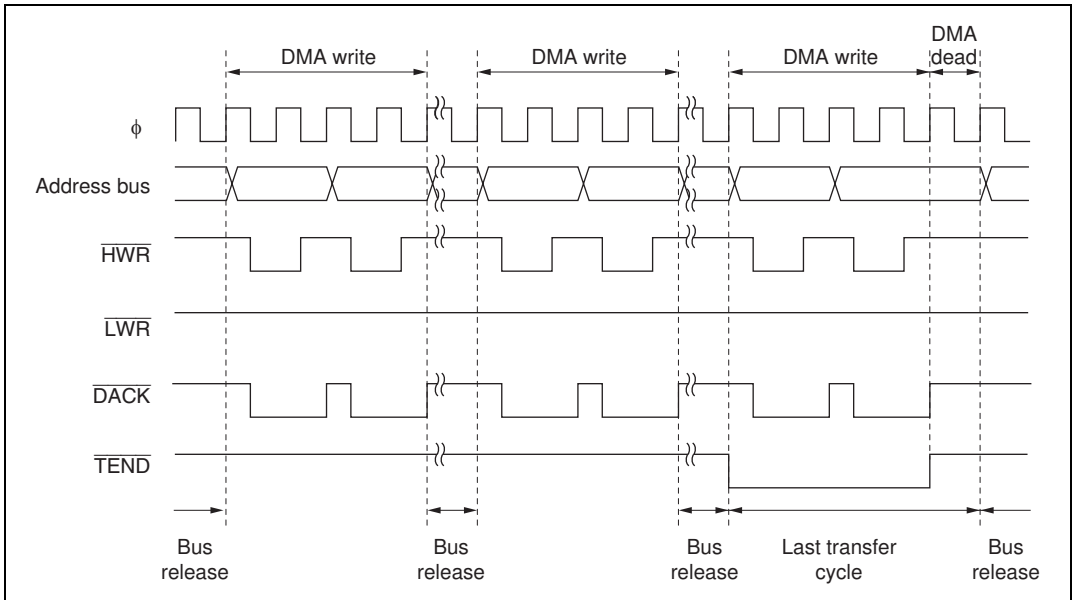 DMA
DMA write DMA write DMA write dead
ϕ
Address bus
HWR
LWR
DACK
TEND
Bus release
Bus release
Bus release
Last transfer cycle
Bus release